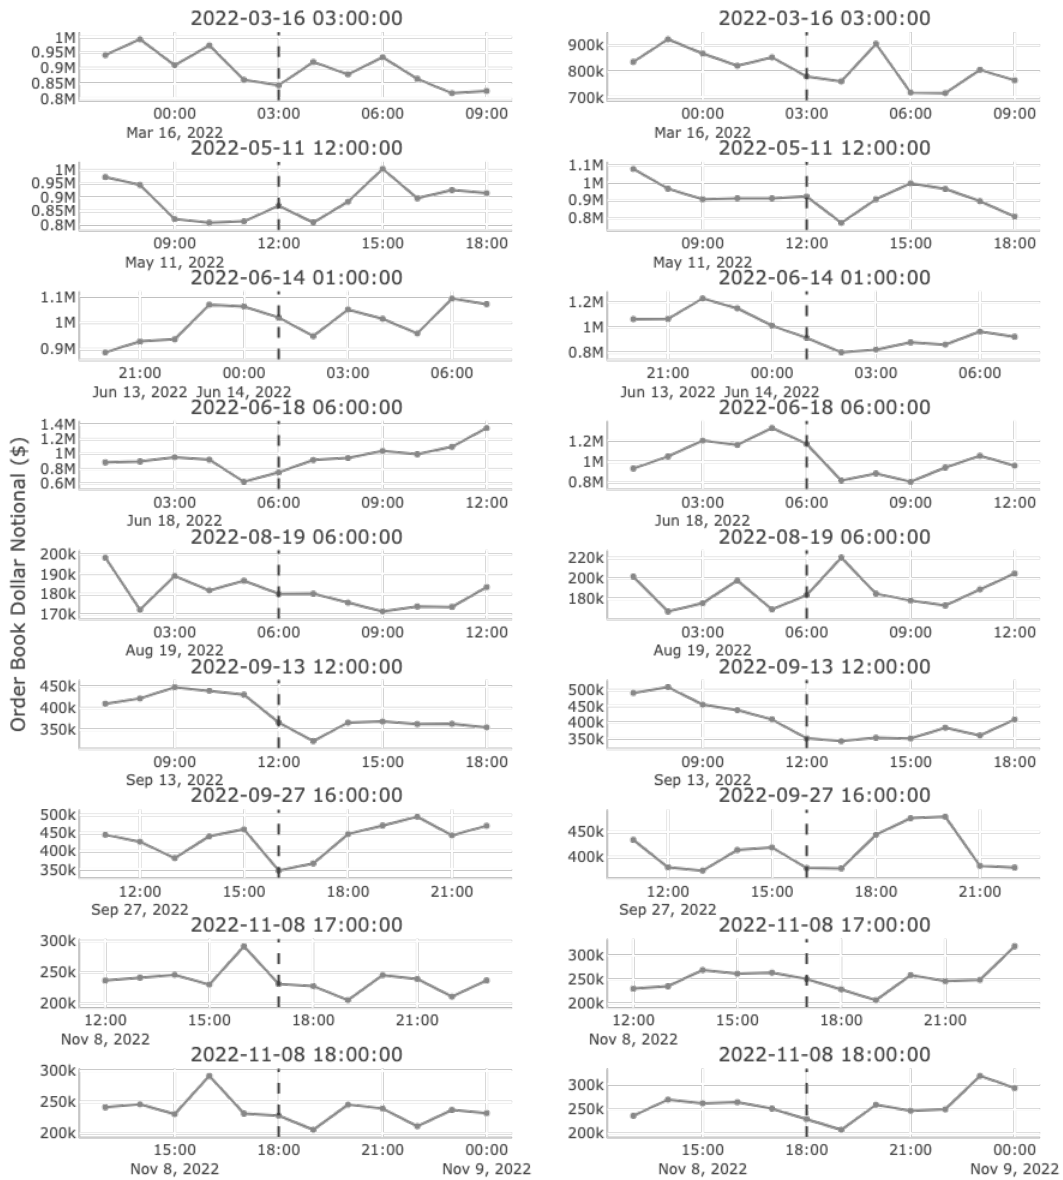 Order Book Dollar Notional ($)
2022-03-16 03:00:00
1M
0.95M
0.9M
0.85M
0.8M
00:00 03:00 06:00 09:00
Mar 16, 2022
2022-03-16 03:00:00
900k
800k
700k
00:00 03:00 06:00 09:00
Mar 16, 2022
2022-05-11 12:00:00
1M
0.95M
0.9M
0.85M
0.8M
09:00 12:00 15:00 18:00
May 11, 2022
2022-05-11 12:00:00
1.1M
1M
0.9M
0.8M
09:00 12:00 15:00 18:00
May 11, 2022
2022-06-14 01:00:00
1.1M
1M
0.9M
21:00 00:00 03:00 06:00
Jun 13, 2022 Jun 14, 2022
2022-06-14 01:00:00
1.2M
1M
0.8M
21:00 00:00 03:00 06:00
Jun 13, 2022 Jun 14, 2022
2022-06-18 06:00:00
1.4M
1.2M
1M
0.8M
0.6M
03:00 06:00 09:00 12:00
Jun 18, 2022
2022-06-18 06:00:00
1.2M
1M
0.8M
03:00 06:00 09:00 12:00
Jun 18, 2022
2022-08-19 06:00:00
200k
190k
180k
170k
03:00 06:00 09:00 12:00
Aug 19, 2022
2022-08-19 06:00:00
220k
200k
180k
03:00 06:00 09:00 12:00
Aug 19, 2022
2022-09-13 12:00:00
450k
400k
350k
09:00 12:00 15:00 18:00
Sep 13, 2022
2022-09-13 12:00:00
500k
450k
400k
350k
09:00 12:00 15:00 18:00
Sep 13, 2022
2022-09-27 16:00:00
500k
450k
400k
350k
12:00 15:00 18:00 21:00
Sep 27, 2022
2022-09-27 16:00:00
450k
400k
12:00 15:00 18:00 21:00
Sep 27, 2022
2022-11-08 17:00:00
300k
250k
200k
12:00 15:00 18:00 21:00
Nov 8, 2022
2022-11-08 17:00:00
300k
250k
200k
12:00 15:00 18:00 21:00
Nov 8, 2022
2022-11-08 18:00:00
300k
250k
200k
15:00 18:00 21:00 00:00
Nov 8, 2022 Nov 9, 2022
2022-11-08 18:00:00
300k
250k
200k
15:00 18:00 21:00 00:00
Nov 8, 2022 Nov 9, 2022